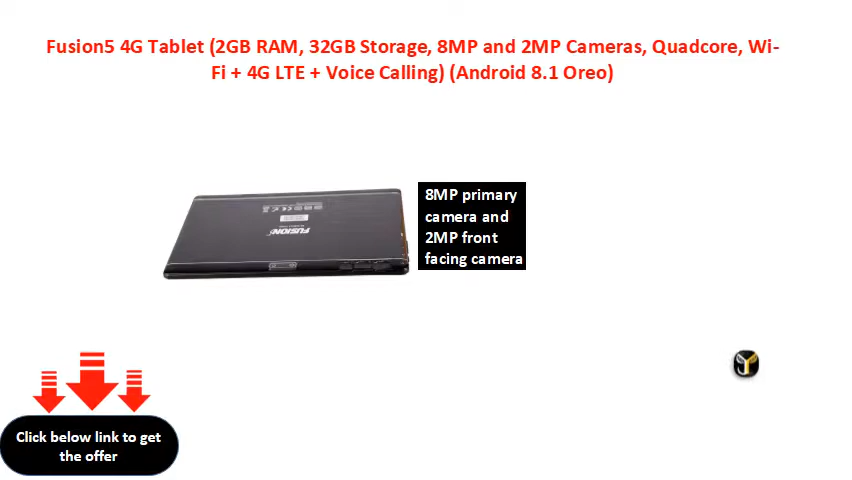 Fusion5 4G Tablet (2GB RAM, 32GB Storage, 8MP and 2MP Cameras, Quadcore, Wi-
Fi + 4G LTE + Voice Calling) (Android 8.1 Oreo)
8MP primary
camera and
2MP front
facing camera
FUSION5
Click below link to get
the offer